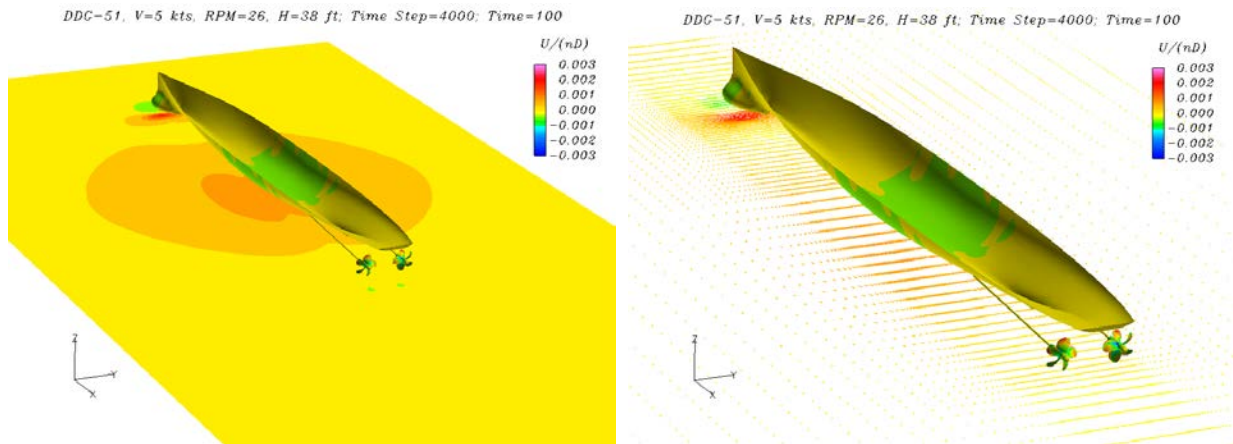 DDG-51, V=5 kts, RPM=26, H=38 ft; Time Step=4000; Time=100
U/(nD)
0.003
0.002
0.001
0.000
-0.001
-0.002
-0.003
Z
Y
X
DDG-51, V=5 kts, RPM=26, H=38 ft; Time Step=4000; Time=100
U/(nD)
0.003
0.002
0.001
0.000
-0.001
-0.002
-0.003
Z
Y
X